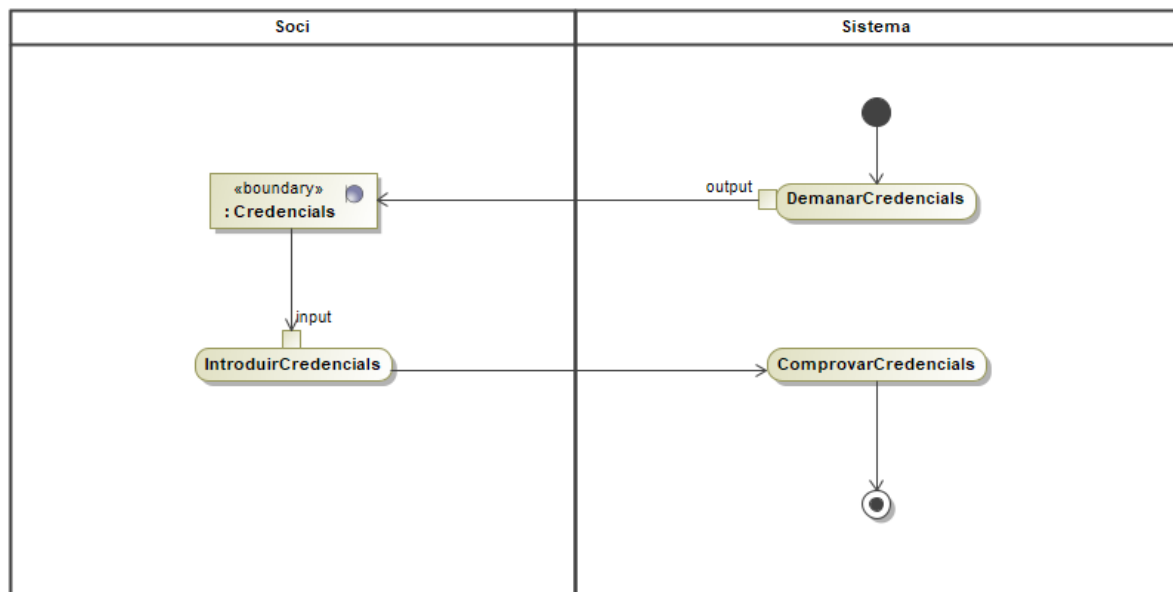 Soci
Sistema
«boundary»
: Credencials
output
DemanarCredencials
input
IntroduirCredencials
ComprovarCredencials